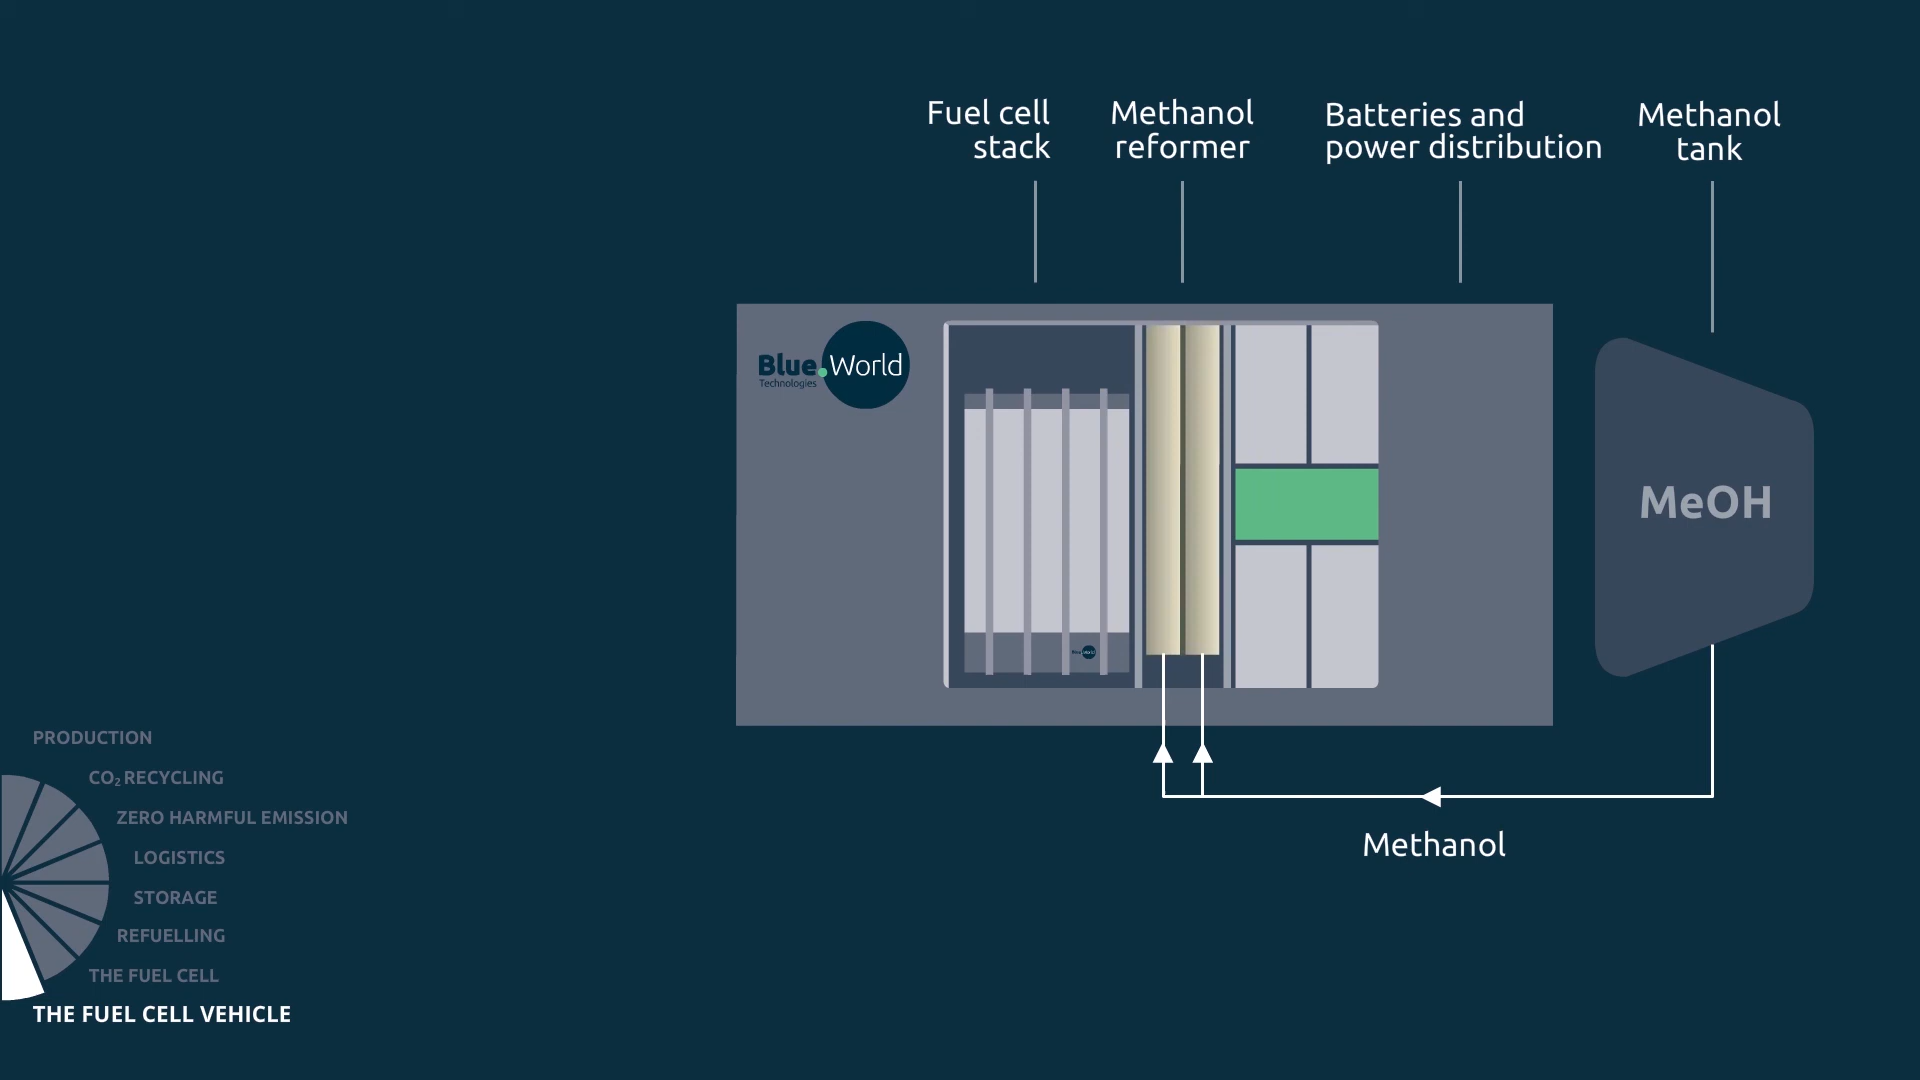 Fuel cell
stack
Methanol
reformer
Batteries and
power distribution
Methanol
tank
Blue.World
Technologies
MeOH
Methanol
PRODUCTION
CO₂ RECYCLING
ZERO HARMFUL EMISSION
LOGISTICS
STORAGE
REFUELLING
THE FUEL CELL
THE FUEL CELL VEHICLE